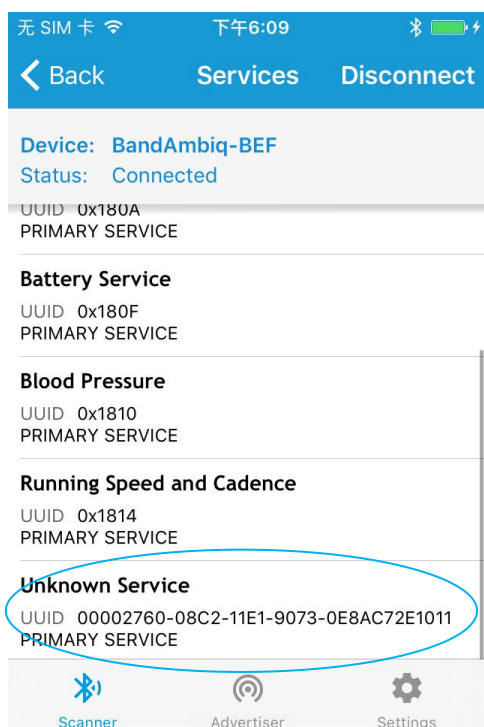 无 SIM 卡 下午6:09
Back Services Disconnect
Device: BandAmbiq-BEF
Status: Connected
UUID 0x180A
PRIMARY SERVICE
Battery Service
UUID 0x180F
PRIMARY SERVICE
Blood Pressure
UUID 0x1810
PRIMARY SERVICE
Running Speed and Cadence
UUID 0x1814
PRIMARY SERVICE
Unknown Service
UUID 00002760-08C2-11E1-9073-0E8AC72E1011
PRIMARY SERVICE
Scanner Advertiser Settings